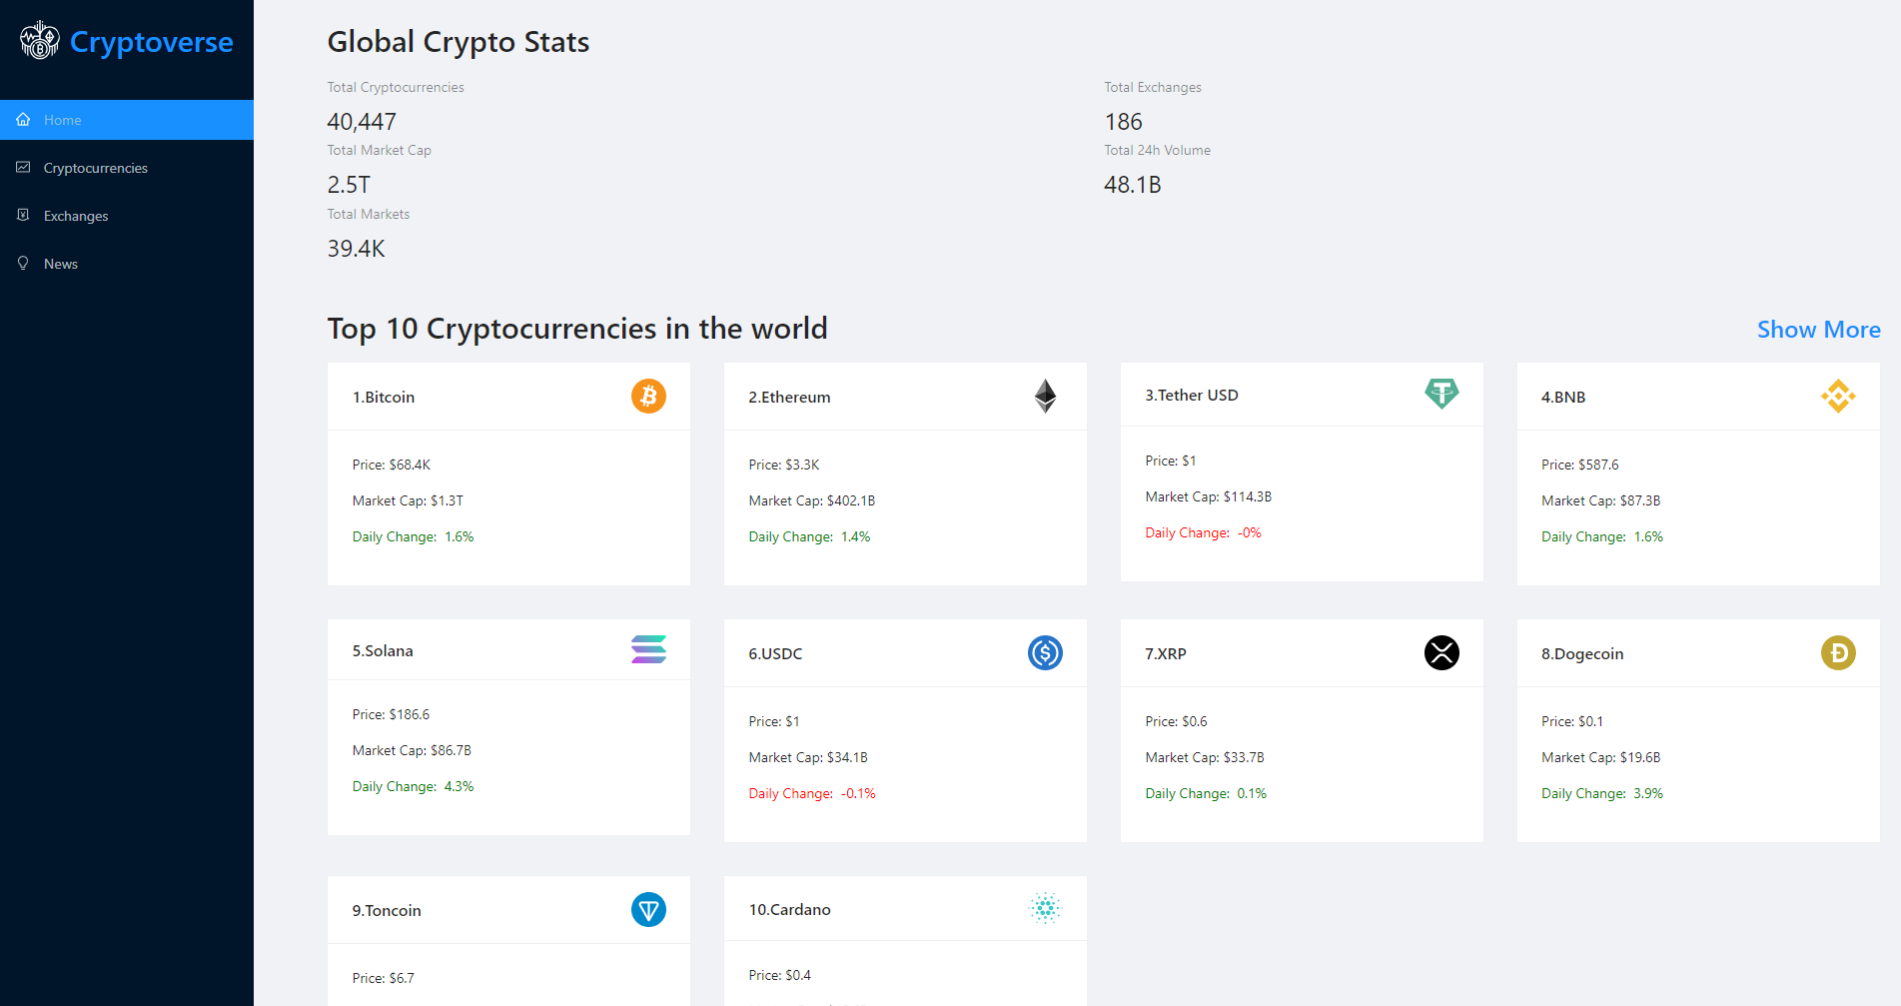 Cryptoverse
Home
Cryptocurrencies
Exchanges
News
Global Crypto Stats
Total Cryptocurrencies
40,447
Total Exchanges
186
Total Market Cap
2.5T
Total 24h Volume
48.1B
Total Markets
39.4K
Top 10 Cryptocurrencies in the world
Show More
1.Bitcoin
Price: $68.4K
Market Cap: $1.3T
Daily Change: 1.6%
2.Ethereum
Price: $3.3K
Market Cap: $402.1B
Daily Change: 1.4%
3.Tether USD
Price: $1
Market Cap: $114.3B
Daily Change: -0%
4.BNB
Price: $587.6
Market Cap: $87.3B
Daily Change: 1.6%
5.Solana
Price: $186.6
Market Cap: $86.7B
Daily Change: 4.3%
6.USDC
Price: $1
Market Cap: $34.1B
Daily Change: -0.1%
7.XRP
Price: $0.6
Market Cap: $33.7B
Daily Change: 0.1%
8.Dogecoin
Price: $0.1
Market Cap: $19.6B
Daily Change: 3.9%
9.Toncoin
Price: $6.7
10.Cardano
Price: $0.4